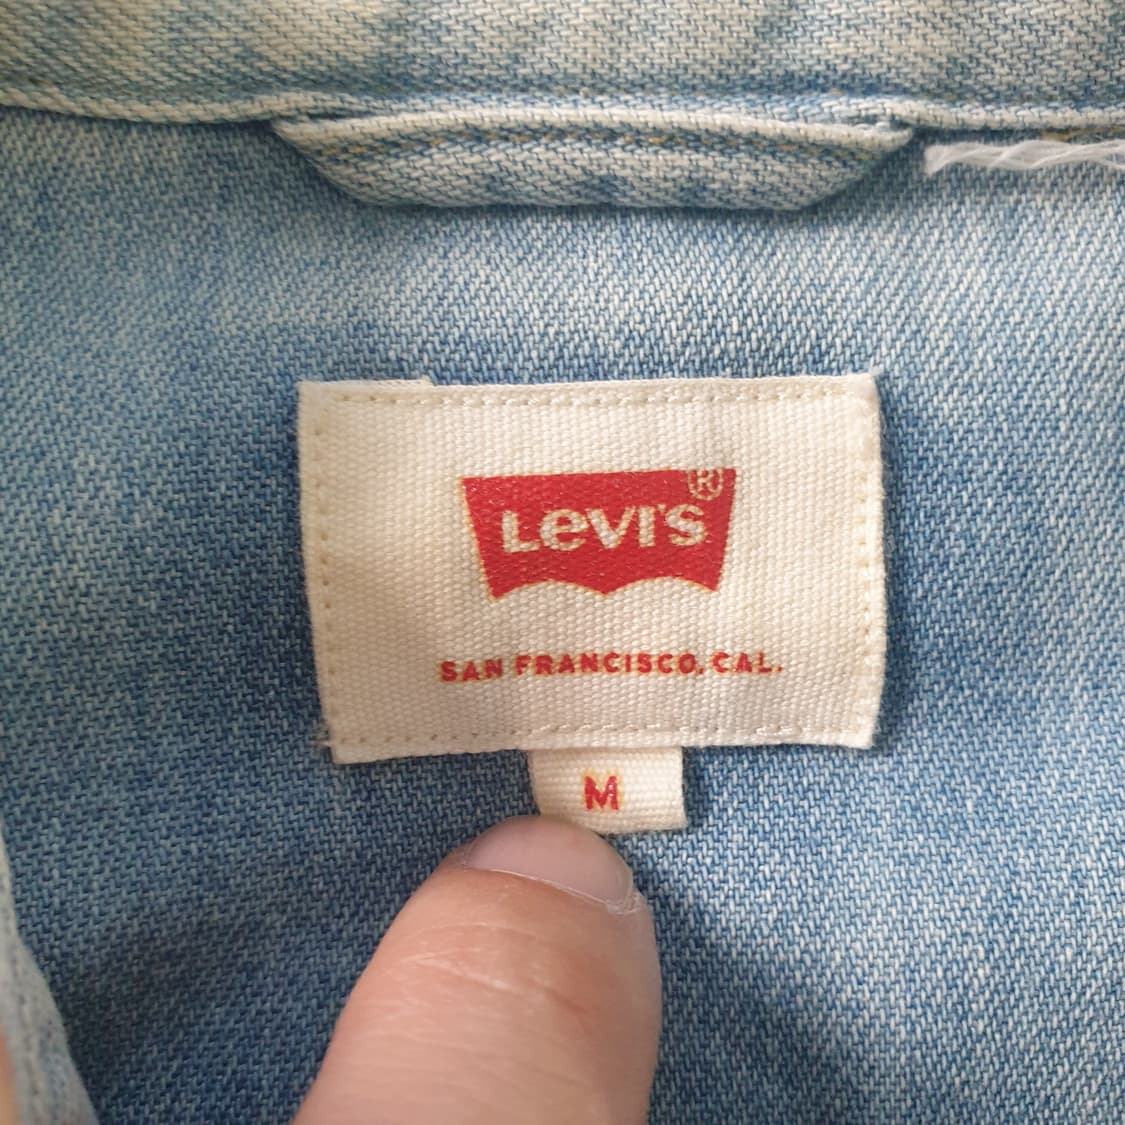 Levi's ®
SAN FRANCISCO, CAL.
M